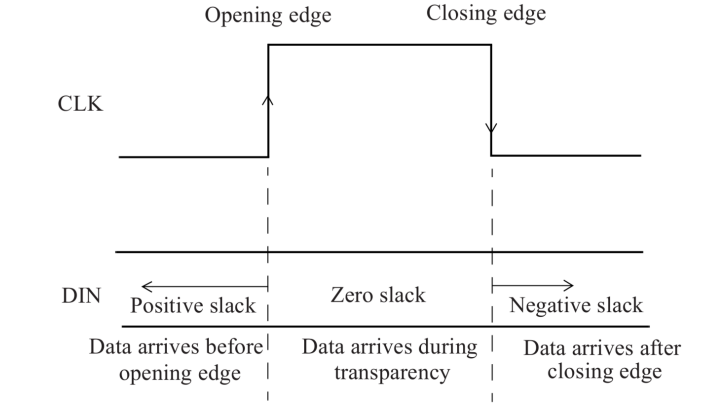 Opening edge
Closing edge
CLK
DIN
Positive slack
Zero slack
Negative slack
Data arrives before
opening edge
Data arrives during
transparency
Data arrives after
closing edge